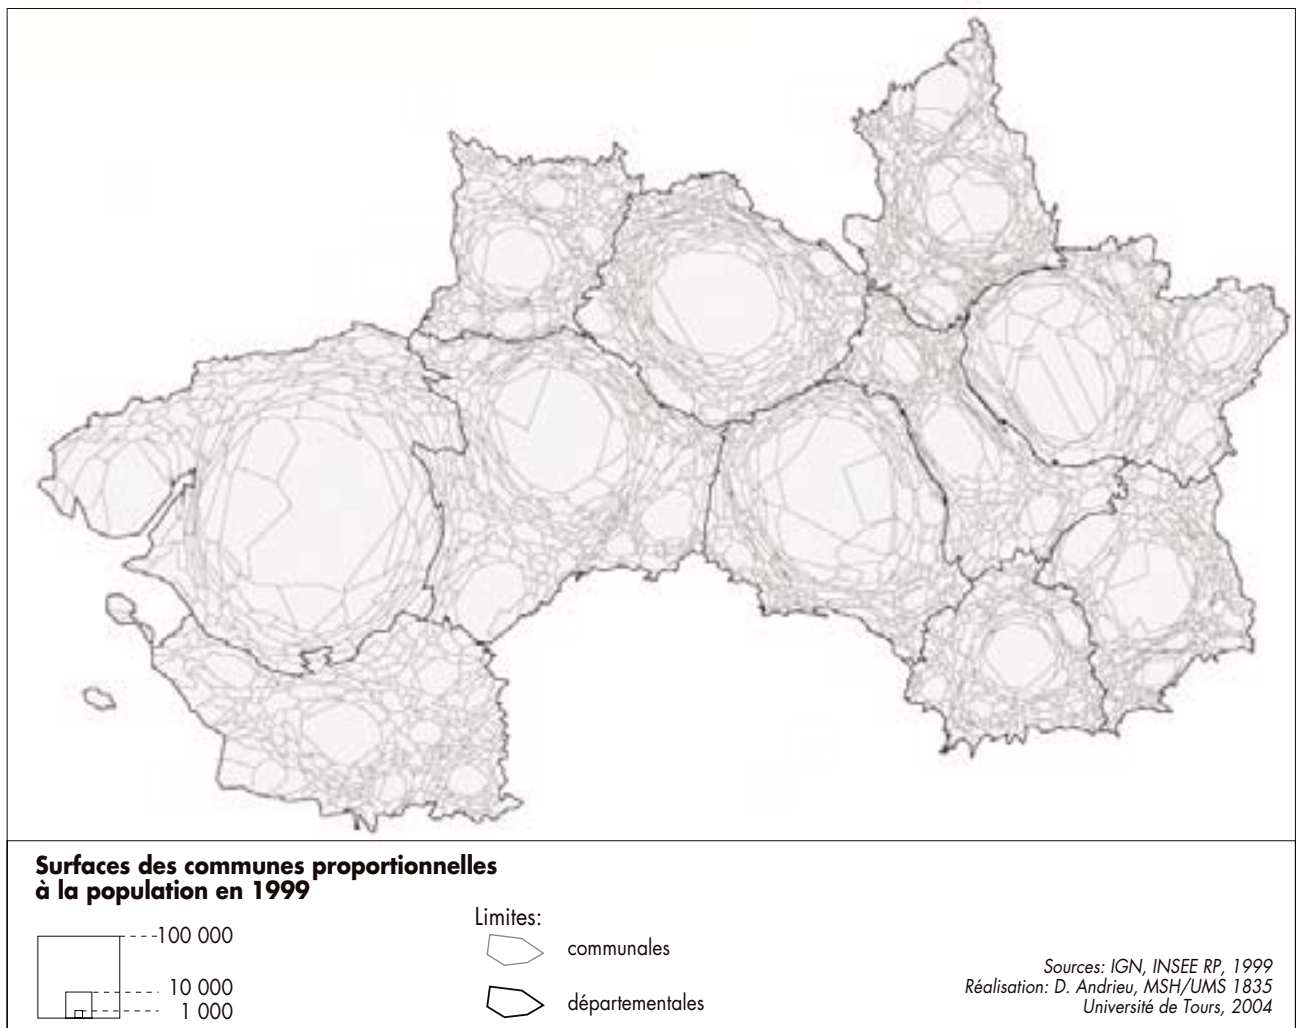 Surfaces des communes proportionnelles
à la population en 1999
100 000
10 000
1 000
Limites:
communales
départementales
Sources: IGN, INSEE RP, 1999
Réalisation: D. Andrieu, MSH/UMS 1835
Université de Tours, 2004